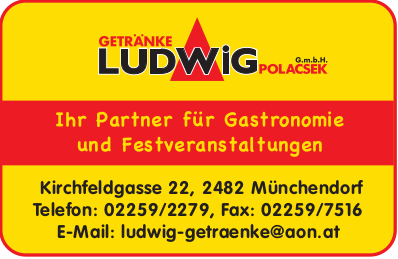 GETRÄNKE
LUDWiG
G.m.b.H.
POLACSEK
Ihr Partner für Gastronomie
und Festveranstaltungen
Kirchfeldgasse 22, 2482 Münchendorf
Telefon: 02259/2279, Fax: 02259/7516
E-Mail: ludwig-getraenke@aon.at